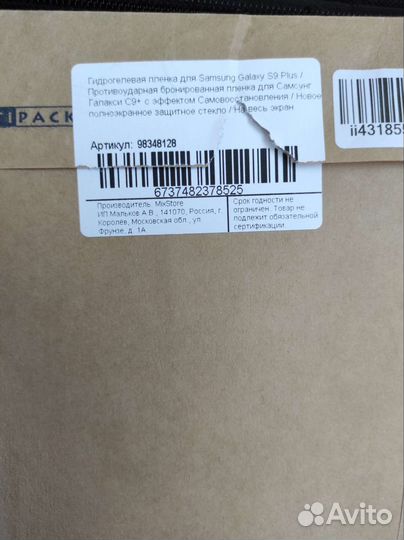 Гидрогелевая пленка для Samsung Galaxy S9 Plus /
Противоударная бронированная пленка для Самсунг
Галакси С9+ с эффектом Самовосстановления / Новое
полноэкранное защитное стекло / На весь экран
PACK
Артикул: 98348128
ii431855
6737482378525
Производитель: MixStore
ИП Мальков А.В., 141070, Россия, г.
Королёв, Московская обл., ул.
Фрунзе, д. 1А.
Срок годности не
ограничен. Товар не
подлежит обязательной
сертификации.
Avito